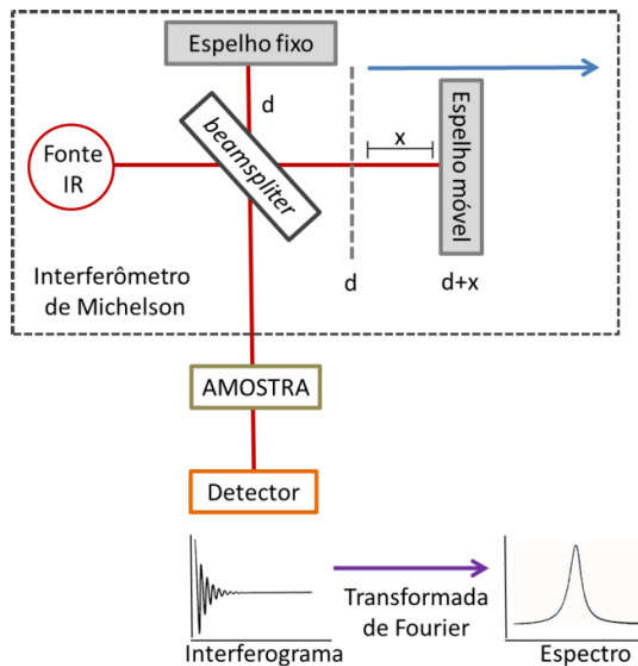 Espelho fixo
d
beamspliter
Fonte
IR
x
Espelho móvel
d
d+x
Interferômetro
de Michelson
AMOSTRA
Detector
Interferograma
Transformada
de Fourier
Espectro